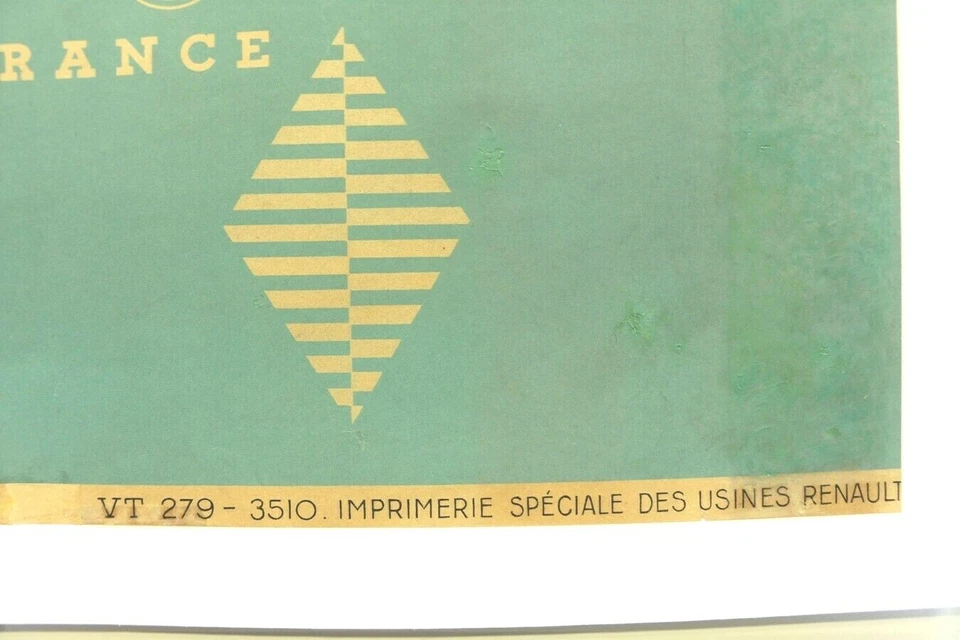 RANCE
VT 279 - 3510. IMPRIMERIE SPÉCIALE DES USINES RENAULT